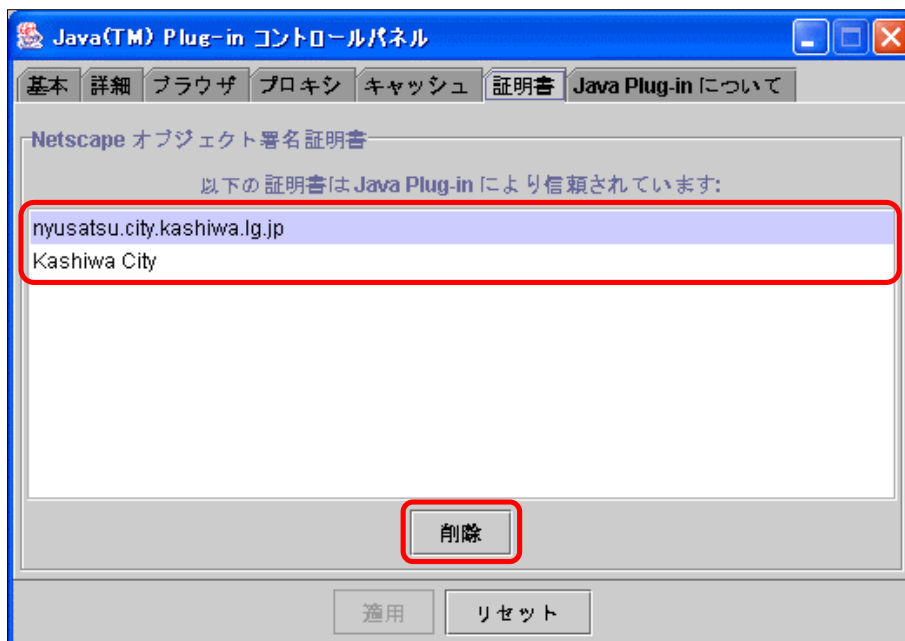 Java(TM) Plug-in コントロールパネル
基本 詳細 ブラウザ プロキシ キャッシュ 証明書 Java Plug-in について
Netscape オブジェクト署名証明書
以下の証明書は Java Plug-in により信頼されています:
nyusatsu.city.kashiwa.lg.jp
Kashiwa City
削除
適用 リセット